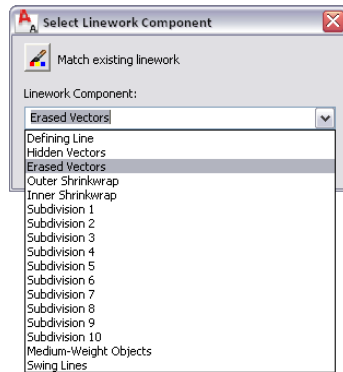 Select Linework Component
Match existing linework
Linework Component:
Erased Vectors
Defining Line
Hidden Vectors
Erased Vectors
Outer Shrinkwrap
Inner Shrinkwrap
Subdivision 1
Subdivision 2
Subdivision 3
Subdivision 4
Subdivision 5
Subdivision 6
Subdivision 7
Subdivision 8
Subdivision 9
Subdivision 10
Medium-Weight Objects
Swing Lines